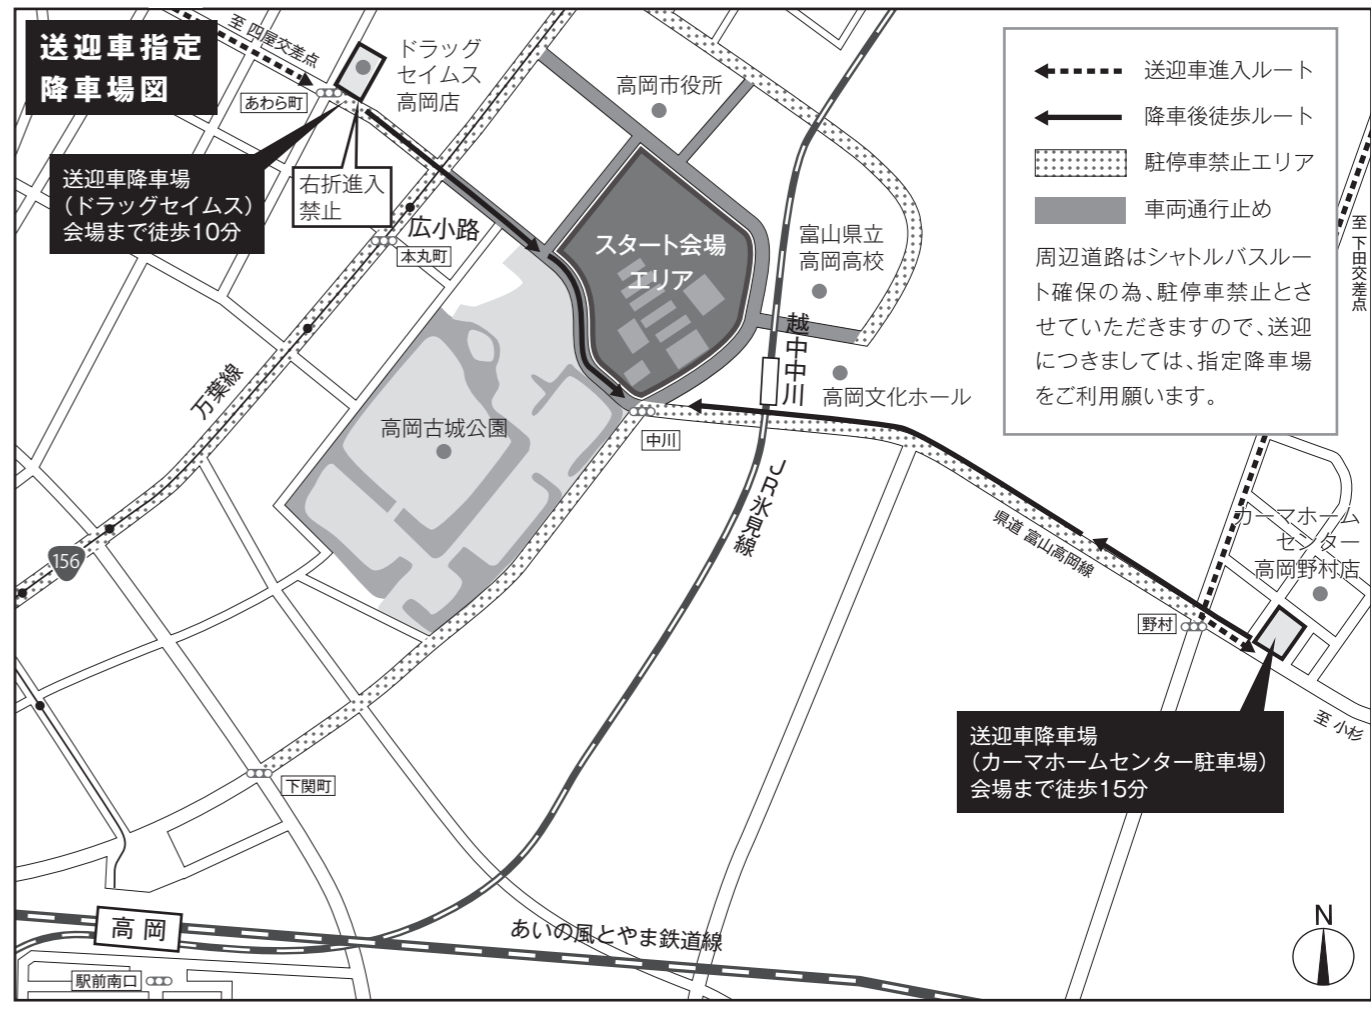 送迎車指定
降車場図
至 四屋交差点
あわら町
ドラッグ
セイムス
高岡店
送迎車降車場
（ドラッグセイムス）
会場まで徒歩10分
右折進入
禁止
広小路
本丸町
高岡市役所
スタート会場
エリア
富山県立
高岡高校
越中中川
高岡文化ホール
送迎車進入ルート
降車後徒歩ルート
駐停車禁止エリア
車両通行止め
周辺道路はシャトルバスルー
ト確保の為、駐停車禁止とさ
せていただきますので、送迎
につきましては、指定降車場
をご利用願います。
至 下田交差点
万葉線
高岡古城公園
中川
JR氷見線
県道 富山高岡線
カーマホーム
センター
高岡野村店
156
野村
至 小杉
送迎車降車場
（カーマホームセンター駐車場）
会場まで徒歩15分
下関町
高岡
あいの風とやま鉄道線
駅前南口
N